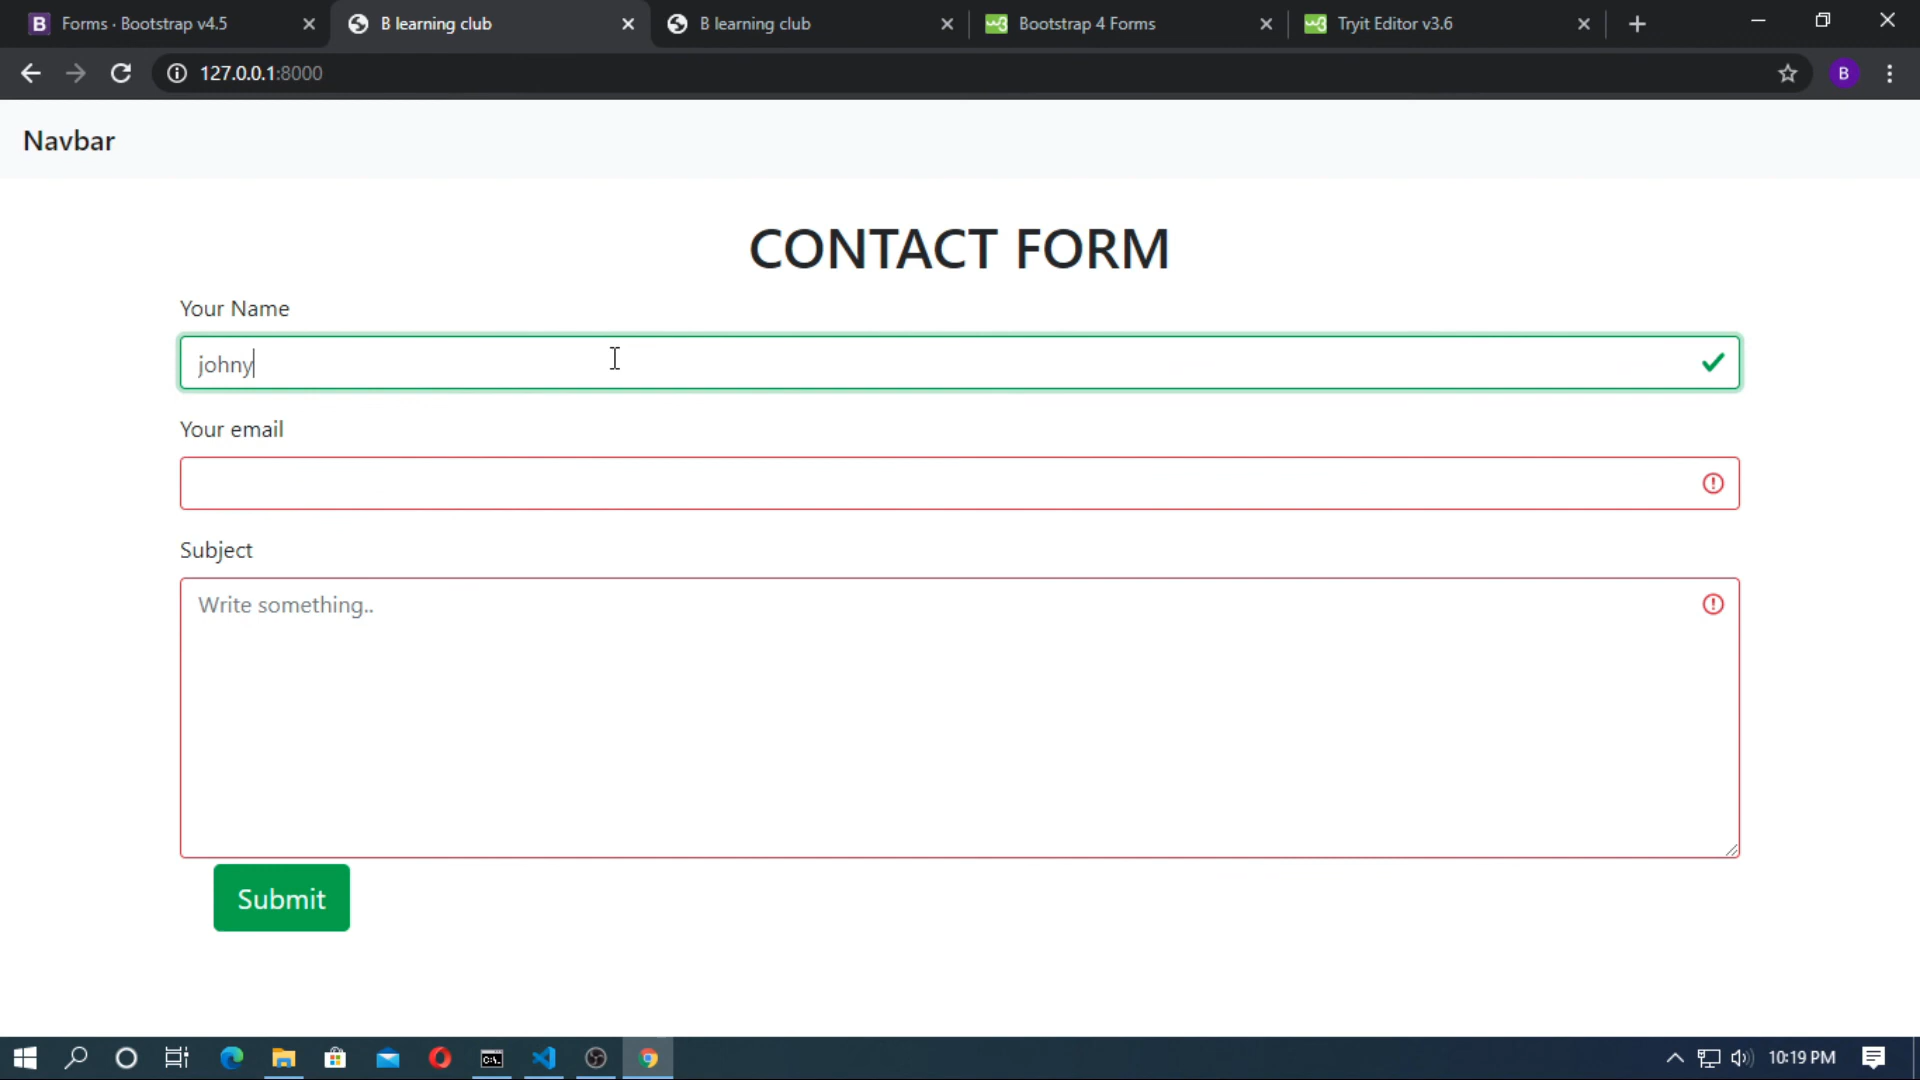 Forms · Bootstrap v4.5
B learning club
B learning club
Bootstrap 4 Forms
Tryit Editor v3.6
127.0.0.1:8000
B
Navbar
CONTACT FORM
Your Name
johny
Your email
Subject
Write something..
Submit
10:19 PM